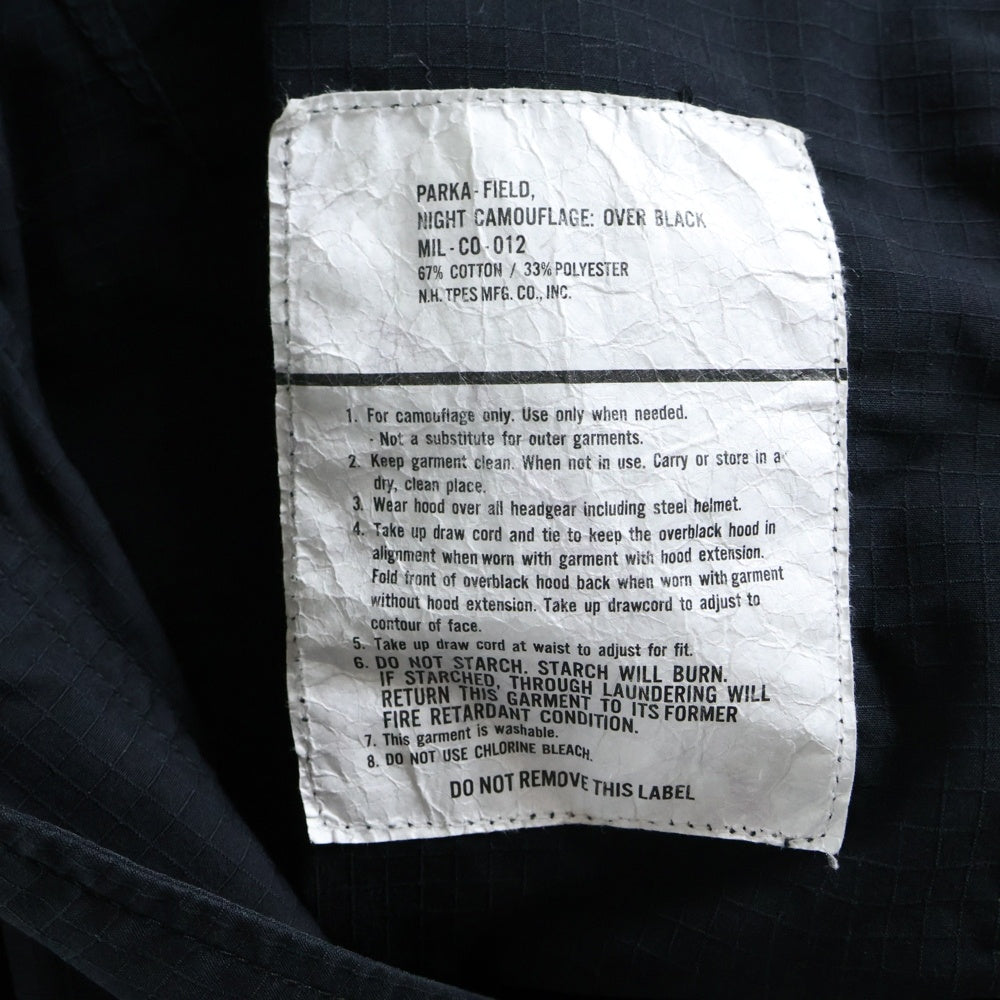 PARKA - FIELD,
NIGHT CAMOUFLAGE: OVER BLACK
MIL - CO - 012
67% COTTON / 33% POLYESTER
N.H. TPES MFG. CO., INC.
1. For camouflage only. Use only when needed.
- Not a substitute for outer garments.
2. Keep garment clean. When not in use. Carry or store in a
dry, clean place.
3. Wear hood over all headgear including steel helmet.
4. Take up draw cord and tie to keep the overblack hood in
alignment when worn with garment with hood extension.
Fold front of overblack hood back when worn with garment
without hood extension. Take up drawcord to adjust to
contour of face.
5. Take up draw cord at waist to adjust for fit.
6. DO NOT STARCH. STARCH WILL BURN.
IF STARCHED, THROUGH LAUNDERING WILL
RETURN THIS GARMENT TO ITS FORMER
FIRE RETARDANT CONDITION.
7. This garment is washable.
8. DO NOT USE CHLORINE BLEACH.
DO NOT REMOVE THIS LABEL